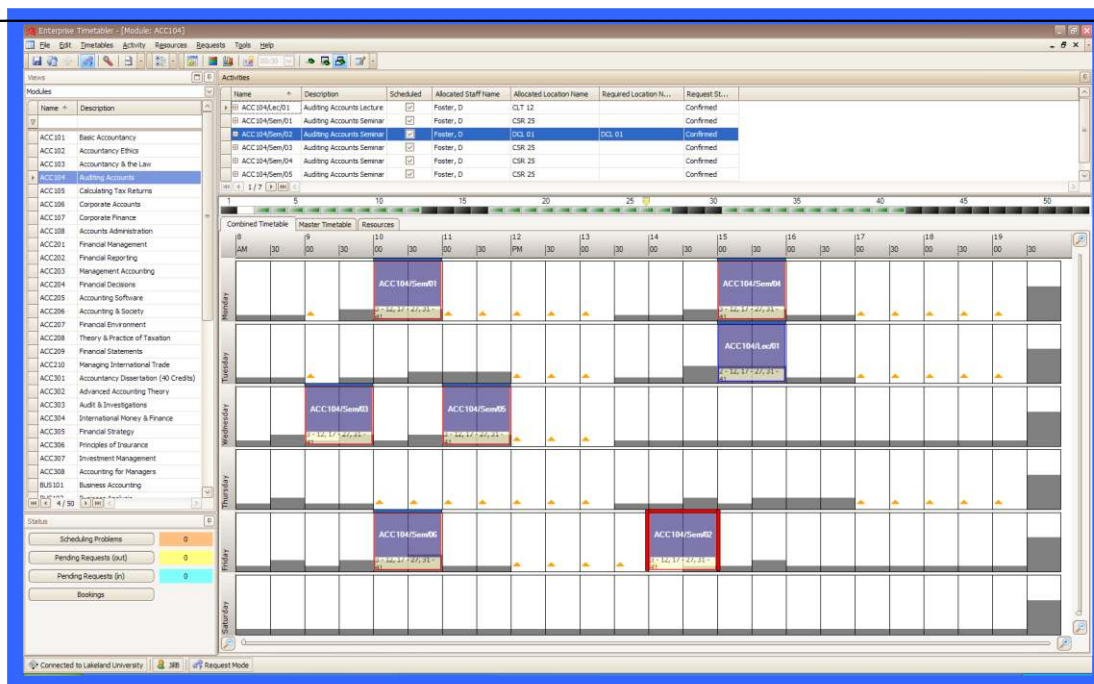 Enterprise Timetabler - [Module: ACC104]
File Edit Timetables Activity Resources Requests Tools Help
00:30
Views
Modules
Name Description
ACC101 Basic Accountancy
ACC102 Accountancy Ethics
ACC103 Accountancy & the Law
ACC104 Auditing Accounts
ACC105 Calculating Tax Returns
ACC106 Corporate Accounts
ACC107 Corporate Finance
ACC108 Accounts Administration
ACC201 Financial Management
ACC202 Financial Reporting
ACC203 Management Accounting
ACC204 Financial Decisions
ACC205 Accounting Software
ACC206 Accounting & Society
ACC207 Financial Environment
ACC208 Theory & Practice of Taxation
ACC209 Financial Statements
ACC210 Managing International Trade
ACC301 Accountancy Dissertation (40 Credits)
ACC302 Advanced Accounting Theory
ACC303 Audit & Investigations
ACC304 International Money & Finance
ACC305 Financial Strategy
ACC306 Principles of Insurance
ACC307 Investment Management
ACC308 Accounting for Managers
BUS101 Business Accounting
4 / 50
Status
Scheduling Problems 0
Pending Requests (out) 0
Pending Requests (in) 0
Bookings
Activities
Name Description Scheduled Allocated Staff Name Allocated Location Name Required Location N... Request St...
ACC104/Lec/01 Auditing Accounts Lecture Foster, D CLT 12 Confirmed
ACC104/Sem/01 Auditing Accounts Seminar Foster, D CSR 25 Confirmed
ACC104/Sem/02 Auditing Accounts Seminar Foster, D DCL 01 DCL 01 Confirmed
ACC104/Sem/03 Auditing Accounts Seminar Foster, D CSR 25 Confirmed
ACC104/Sem/04 Auditing Accounts Seminar Foster, D CSR 25 Confirmed
ACC104/Sem/05 Auditing Accounts Seminar Foster, D CSR 25 Confirmed
1 / 7
1 5 10 15 20 25 30 35 40 45 50
Combined Timetable Master Timetable Resources
8 9 10 11 12 13 14 15 16 17 18 19
AM 30 00 30 00 30 00 30 PM 30 00 30 00 30 00 30 00 30 00 30 00 30 00 30
Monday
ACC104/Sem/01 ACC104/Sem/04
Tuesday
ACC104/Lec/01
2 - 12, 17 - 27, 31 -
41
Wednesday
ACC104/Sem/03 ACC104/Sem/05
Thursday
Friday
ACC104/Sem/06 ACC104/Sem/02
Saturday
Connected to Lakeland University JRB Request Mode